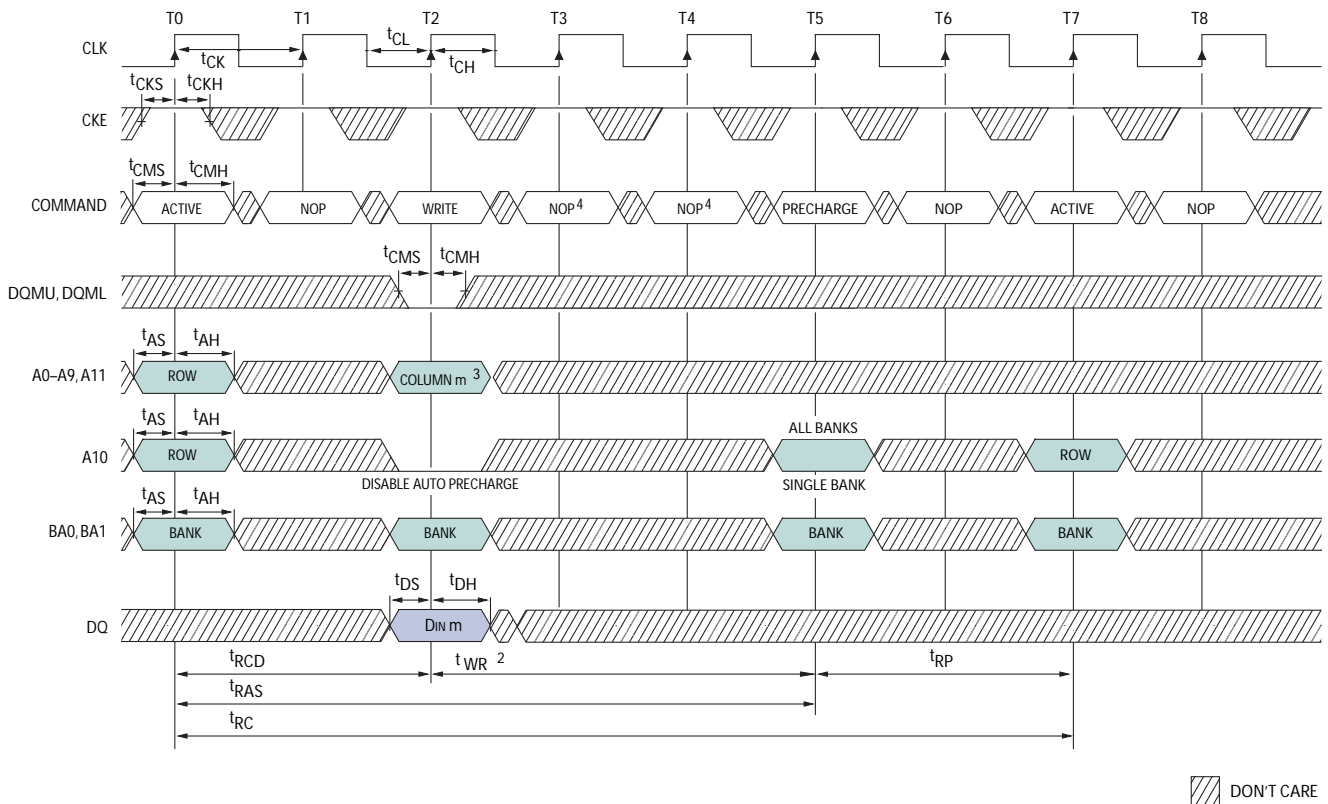 T0 T1 T2 T3 T4 T5 T6 T7 T8
CLK
tCK tCL tCH
tCKS tCKH
CKE
tCMS tCMH
COMMAND ACTIVE NOP WRITE NOP4 NOP4 PRECHARGE NOP ACTIVE NOP
tCMS tCMH
DQMU, DQML
tAS tAH
A0–A9, A11 ROW COLUMN m 3
tAS tAH ALL BANKS
A10 ROW ROW
DISABLE AUTO PRECHARGE SINGLE BANK
tAS tAH
BA0, BA1 BANK BANK BANK BANK
tDS tDH
DQ DIN m
tRCD tWR 2 tRP
tRAS
tRC
DON'T CARE